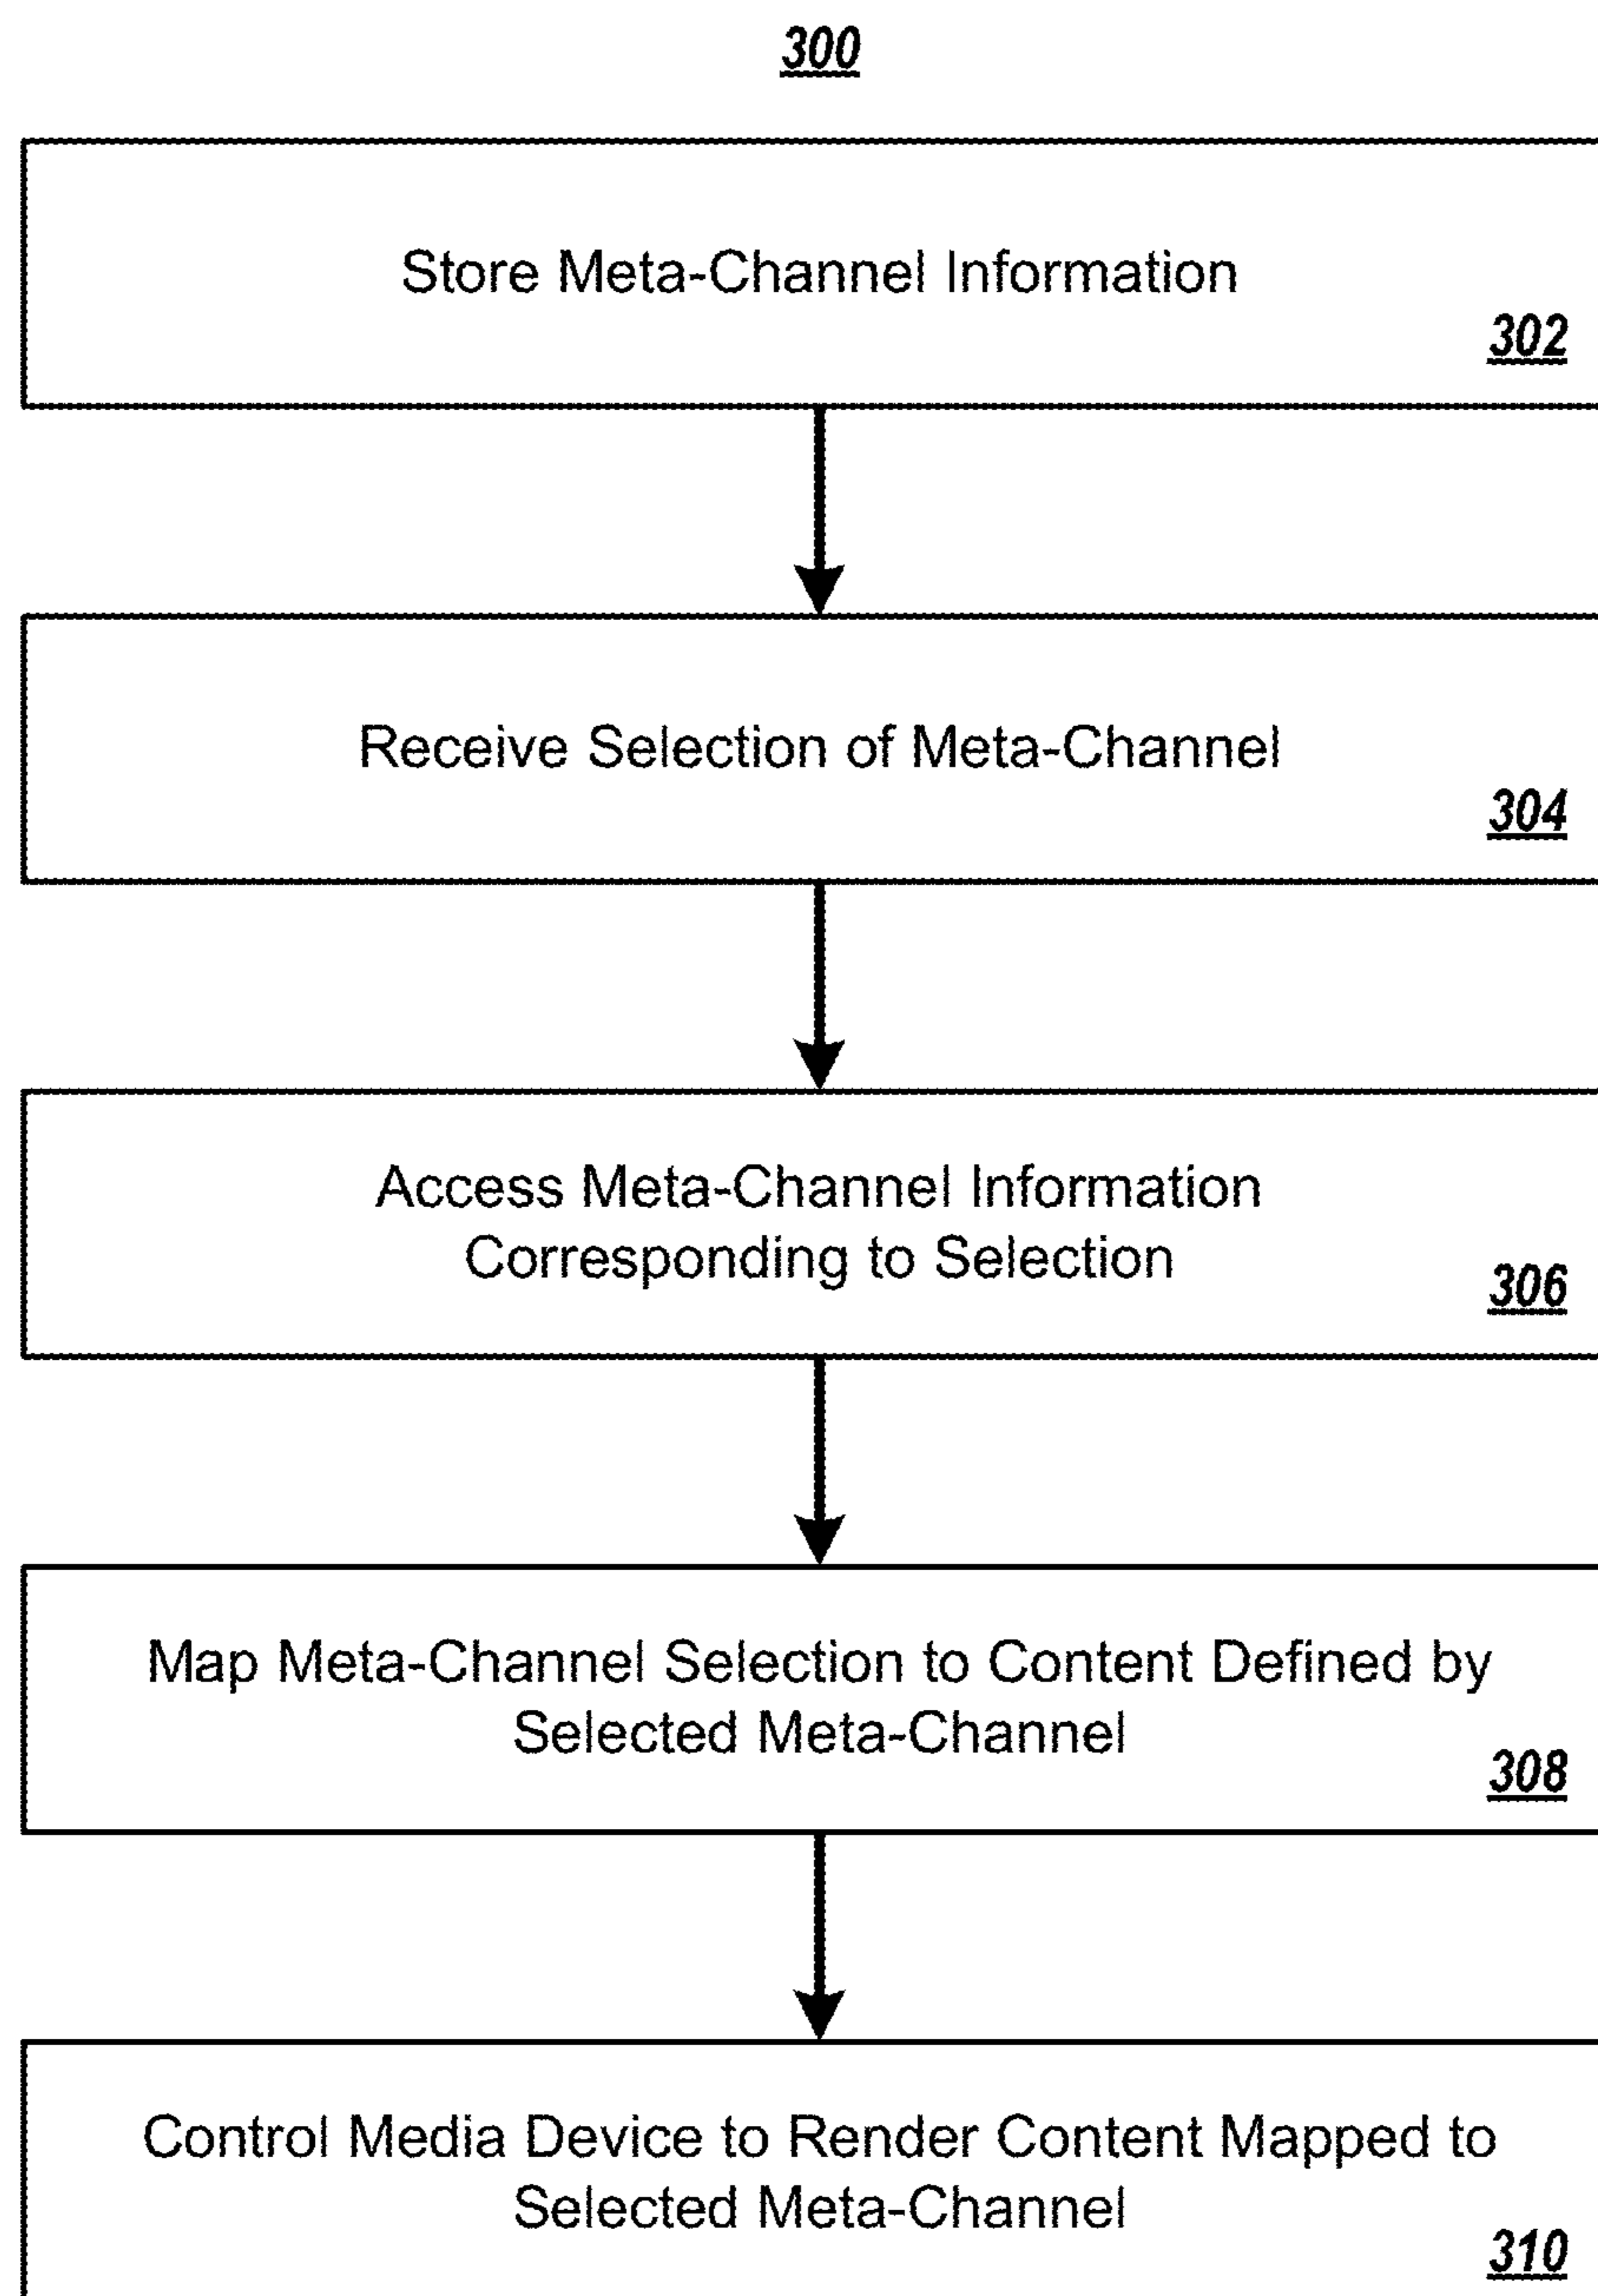 300
Store Meta-Channel Information
302
Receive Selection of Meta-Channel
304
Access Meta-Channel Information
Corresponding to Selection
306
Map Meta-Channel Selection to Content Defined by
Selected Meta-Channel
308
Control Media Device to Render Content Mapped to
Selected Meta-Channel
310